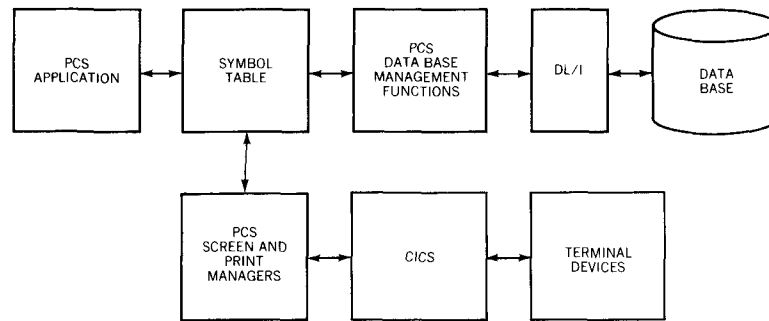 PCS
APPLICATION
SYMBOL
TABLE
PCS
DATA BASE
MANAGEMENT
FUNCTIONS
DL/I
DATA
BASE
PCS
SCREEN AND
PRINT
MANAGERS
CICS
TERMINAL
DEVICES